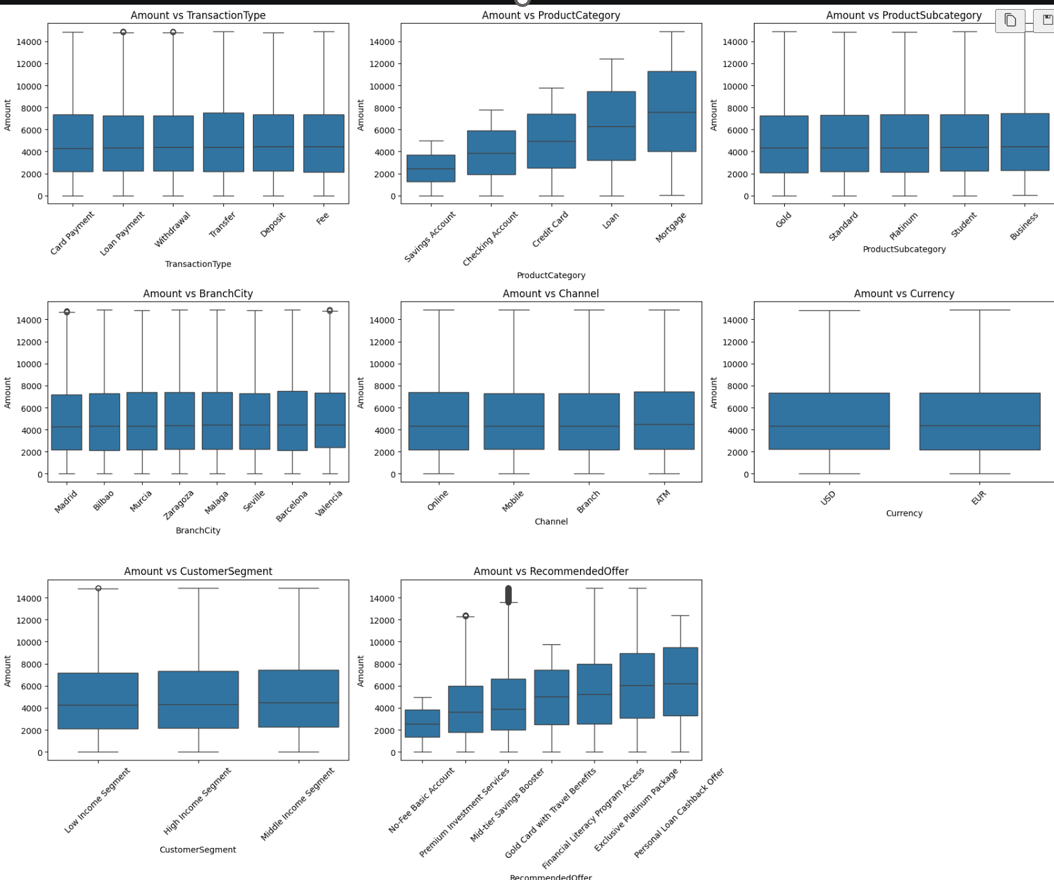 Amount vs TransactionType
Amount
14000
12000
10000
8000
6000
4000
2000
0
Card Payment
Loan Payment
Withdrawal
Transfer
Deposit
Fee
TransactionType
Amount vs ProductCategory
Amount
14000
12000
10000
8000
6000
4000
2000
0
Savings Account
Checking Account
Credit Card
Loan
Mortgage
ProductCategory
Amount vs ProductSubcategory
Amount
14000
12000
10000
8000
6000
4000
2000
0
Gold
Standard
Platinum
Student
Business
ProductSubcategory
Amount vs BranchCity
Amount
14000
12000
10000
8000
6000
4000
2000
0
Madrid
Bilbao
Murcia
Zaragoza
Malaga
Seville
Barcelona
Valencia
BranchCity
Amount vs Channel
Amount
14000
12000
10000
8000
6000
4000
2000
0
Online
Mobile
Branch
ATM
Channel
Amount vs Currency
Amount
14000
12000
10000
8000
6000
4000
2000
0
USD
EUR
Currency
Amount vs CustomerSegment
Amount
14000
12000
10000
8000
6000
4000
2000
0
Low Income Segment
High Income Segment
Middle Income Segment
CustomerSegment
Amount vs RecommendedOffer
Amount
14000
12000
10000
8000
6000
4000
2000
0
No-Fee Basic Account
Premium Investment Services
Mid-tier Savings Booster
Gold Card with Travel Benefits
Financial Literacy Program Access
Exclusive Platinum Package
Personal Loan Cashback Offer
RecommendedOffer